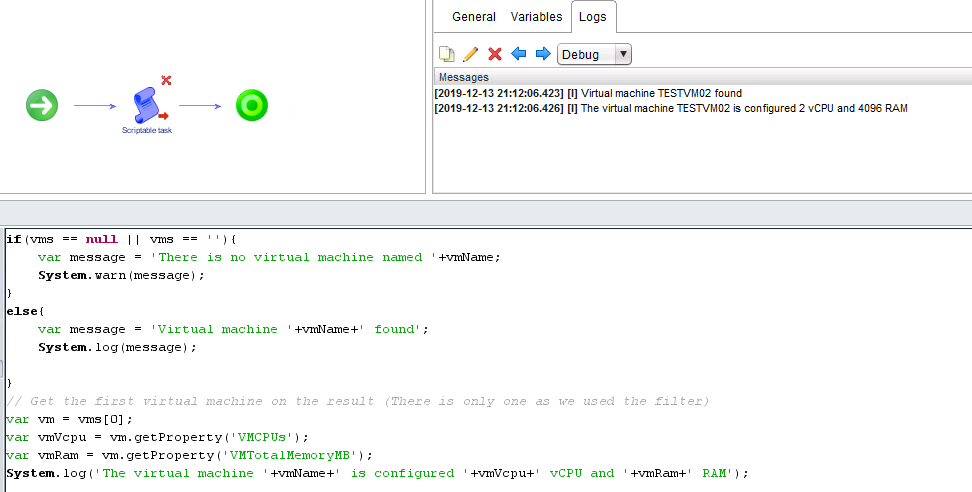 General Variables Logs
Debug
Messages
[2019-12-13 21:12:06.423] [I] Virtual machine TESTVM02 found
[2019-12-13 21:12:06.426] [I] The virtual machine TESTVM02 is configured 2 vCPU and 4096 RAM
Scriptable task
if(vms == null || vms == ''){
    var message = 'There is no virtual machine named '+vmName;
    System.warn(message);
}
else{
    var message = 'Virtual machine '+vmName+' found';
    System.log(message);
}
// Get the first virtual machine on the result (There is only one as we used the filter)
var vm = vms[0];
var vmVcpu = vm.getProperty('VMCPUs');
var vmRam = vm.getProperty('VMTotalMemoryMB');
System.log('The virtual machine '+vmName+' is configured '+vmVcpu+' vCPU and '+vmRam+' RAM');